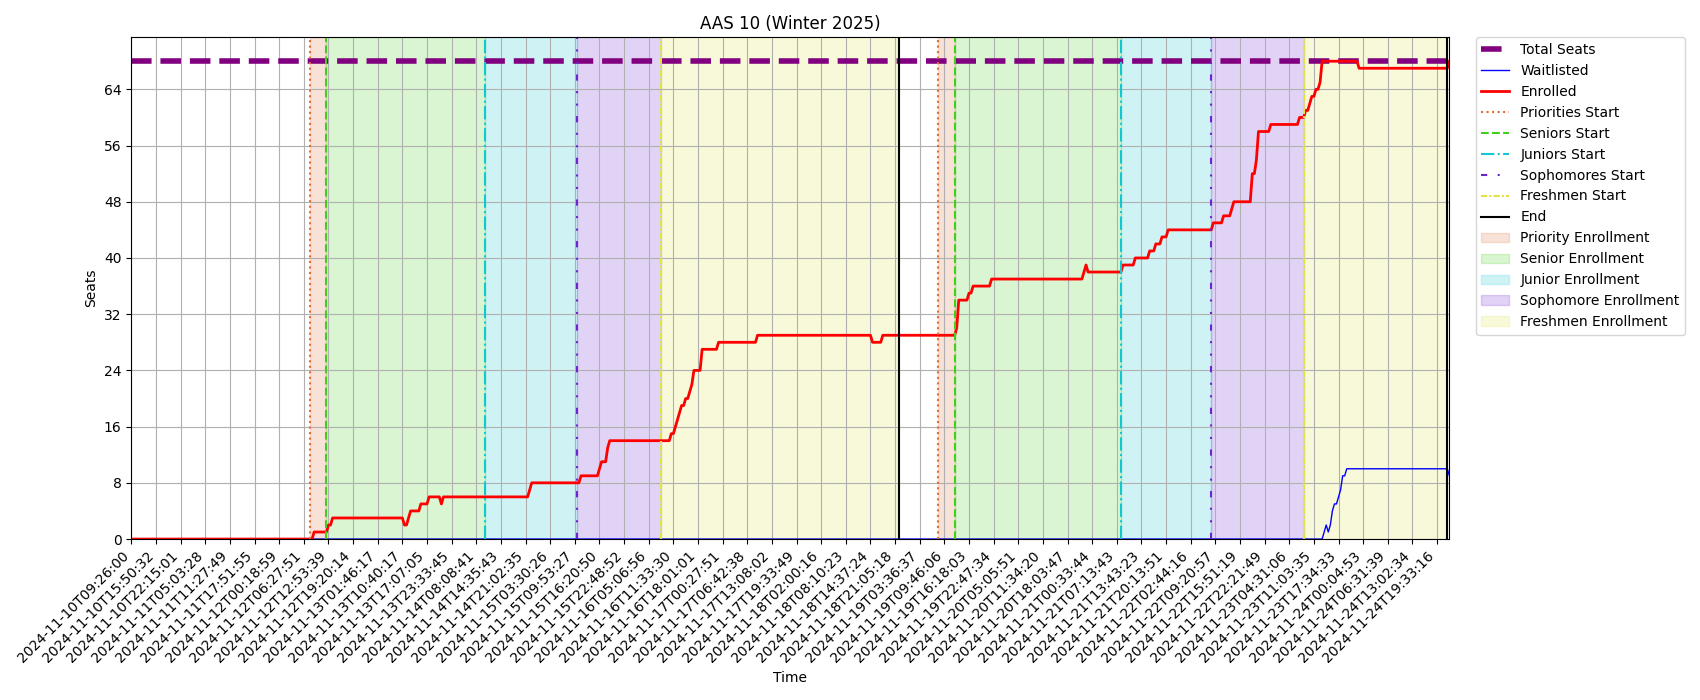 AAS 10 (Winter 2025)
Seats
64
56
48
40
32
24
16
8
0
2024-11-10T09:26:00
2024-11-10T15:50:32
2024-11-10T22:15:01
2024-11-11T05:03:28
2024-11-11T11:27:49
2024-11-11T17:51:55
2024-11-12T00:18:59
2024-11-12T06:27:51
2024-11-12T12:53:39
2024-11-12T19:20:14
2024-11-13T01:46:17
2024-11-13T10:40:17
2024-11-13T17:07:05
2024-11-13T23:33:45
2024-11-14T08:08:41
2024-11-14T14:35:43
2024-11-14T21:02:35
2024-11-15T03:30:26
2024-11-15T09:53:27
2024-11-15T16:20:50
2024-11-15T22:48:52
2024-11-16T05:06:56
2024-11-16T11:33:30
2024-11-16T18:01:01
2024-11-17T00:27:51
2024-11-17T06:42:38
2024-11-17T13:08:02
2024-11-17T19:33:49
2024-11-18T02:00:16
2024-11-18T08:10:23
2024-11-18T14:37:24
2024-11-18T21:05:18
2024-11-19T03:36:37
2024-11-19T09:46:06
2024-11-19T16:18:03
2024-11-19T22:47:34
2024-11-20T05:05:51
2024-11-20T11:34:20
2024-11-20T18:03:47
2024-11-21T00:33:44
2024-11-21T07:13:43
2024-11-21T13:43:23
2024-11-21T20:13:51
2024-11-22T02:44:16
2024-11-22T09:20:57
2024-11-22T15:51:19
2024-11-22T22:21:49
2024-11-23T04:31:06
2024-11-23T11:03:35
2024-11-23T17:34:33
2024-11-24T00:04:53
2024-11-24T06:31:39
2024-11-24T13:02:34
2024-11-24T19:33:16
Time
Total Seats
Waitlisted
Enrolled
Priorities Start
Seniors Start
Juniors Start
Sophomores Start
Freshmen Start
End
Priority Enrollment
Senior Enrollment
Junior Enrollment
Sophomore Enrollment
Freshmen Enrollment